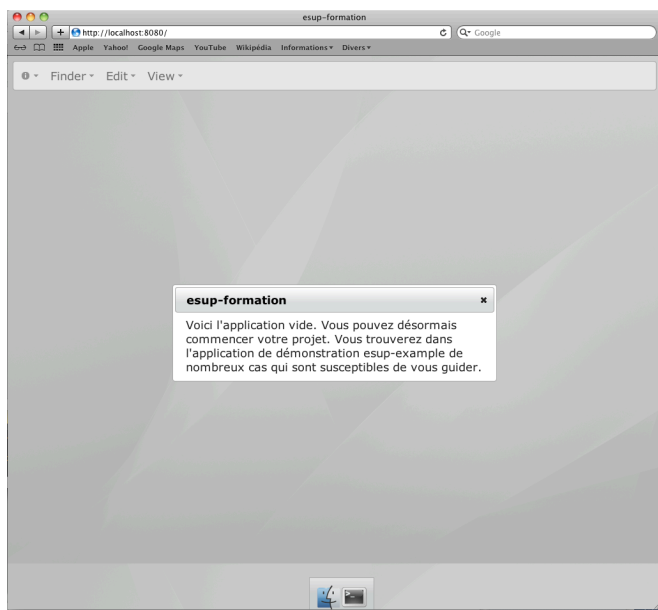 esup-formation
http://localhost:8080/
Google
Apple Yahoo! Google Maps YouTube Wikipédia Informations Divers
Finder Edit View
esup-formation
Voici l'application vide. Vous pouvez désormais
commencer votre projet. Vous trouverez dans
l'application de démonstration esup-example de
nombreux cas qui sont susceptibles de vous guider.